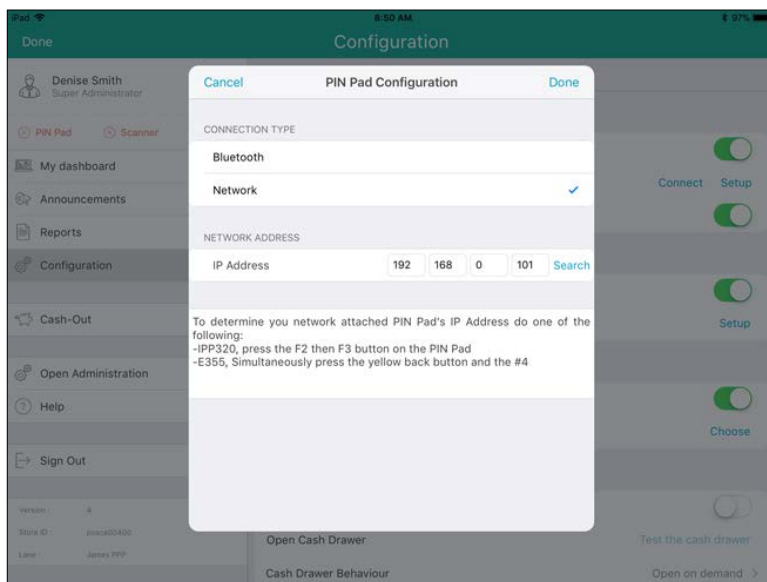 iPad 8:50 AM 97%
Done Configuration
Denise Smith
Super Administrator
PIN Pad Scanner
My dashboard
Announcements
Reports
Configuration
Cash-Out
Open Administration
Help
Sign Out
Version : 4
Store ID :
Lane : James PPP
Cancel PIN Pad Configuration Done
CONNECTION TYPE
Bluetooth
Network
NETWORK ADDRESS
IP Address 192 168 0 101 Search
To determine you network attached PIN Pad's IP Address do one of the
following:
-IPP320, press the F2 then F3 button on the PIN Pad
-E355, Simultaneously press the yellow back button and the #4
Connect Setup
Setup
Choose
Open Cash Drawer Test the cash drawer
Cash Drawer Behaviour Open on demand >